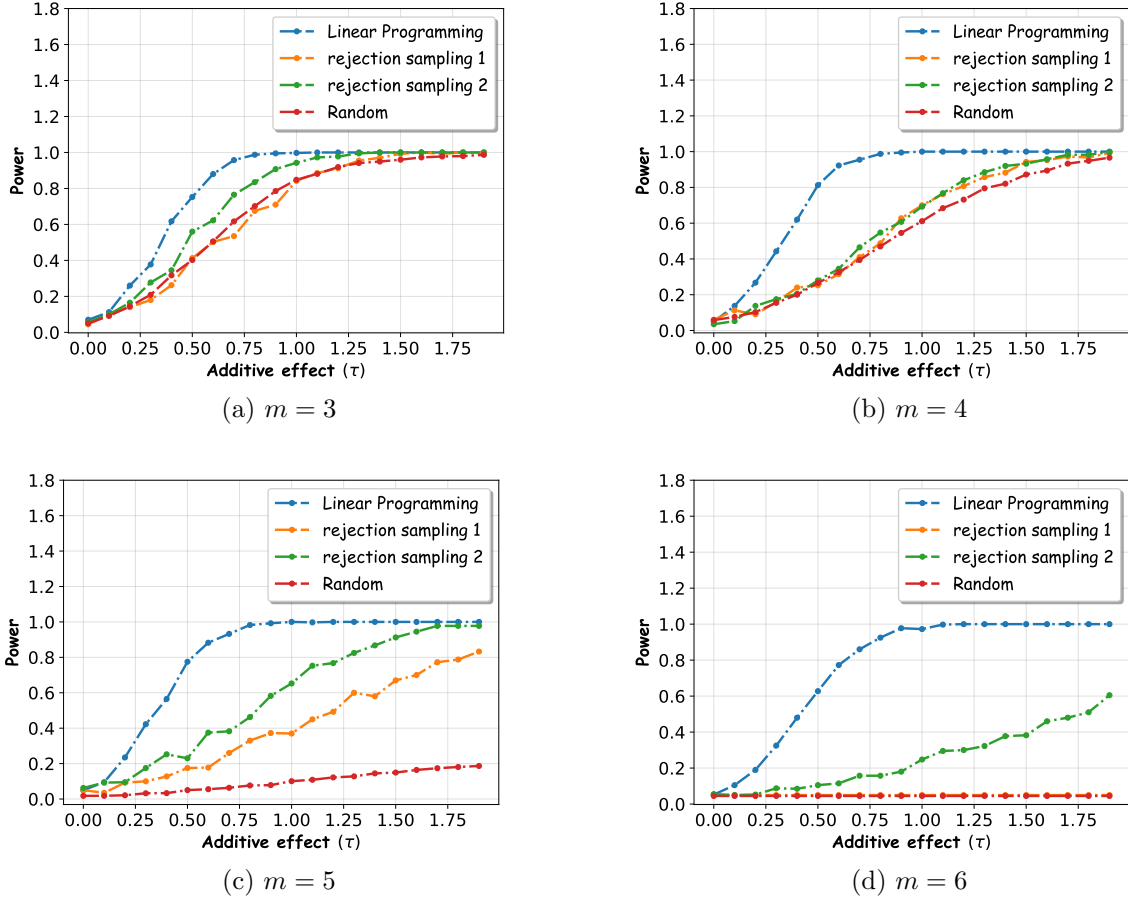 1.8
1.6
1.4
1.2
1.0
0.8
0.6
0.4
0.2
0.0
Power
Linear Programming
rejection sampling 1
rejection sampling 2
Random
0.00 0.25 0.50 0.75 1.00 1.25 1.50 1.75
Additive effect (τ)
(a) m = 3
1.8
1.6
1.4
1.2
1.0
0.8
0.6
0.4
0.2
0.0
Power
Linear Programming
rejection sampling 1
rejection sampling 2
Random
0.00 0.25 0.50 0.75 1.00 1.25 1.50 1.75
Additive effect (τ)
(b) m = 4
1.8
1.6
1.4
1.2
1.0
0.8
0.6
0.4
0.2
0.0
Power
Linear Programming
rejection sampling 1
rejection sampling 2
Random
0.00 0.25 0.50 0.75 1.00 1.25 1.50 1.75
Additive effect (τ)
(c) m = 5
1.8
1.6
1.4
1.2
1.0
0.8
0.6
0.4
0.2
0.0
Power
Linear Programming
rejection sampling 1
rejection sampling 2
Random
0.00 0.25 0.50 0.75 1.00 1.25 1.50 1.75
Additive effect (τ)
(d) m = 6